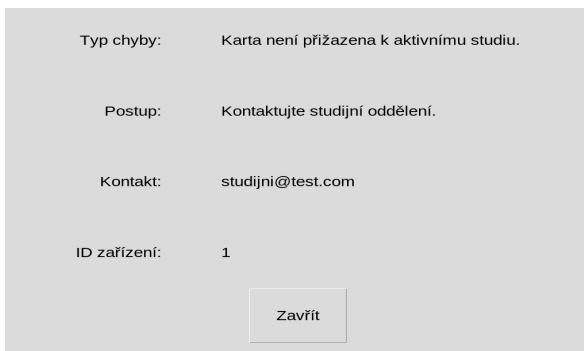 Typ chyby: Karta není přižazena k aktivnímu studiu.
Postup: Kontaktujte studijní oddělení.
Kontakt: studijni@test.com
ID zařízení: 1
Zavřít